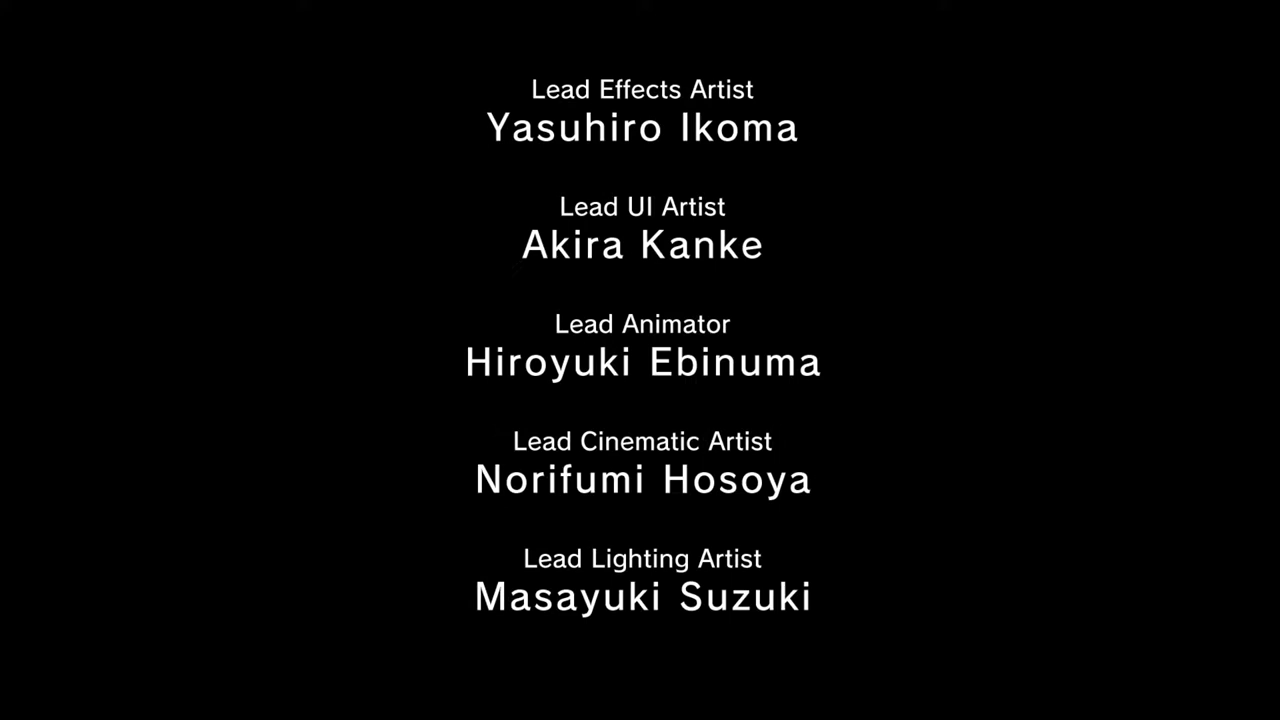 Lead Effects Artist
Yasuhiro Ikoma
Lead UI Artist
Akira Kanke
Lead Animator
Hiroyuki Ebinuma
Lead Cinematic Artist
Norifumi Hosoya
Lead Lighting Artist
Masayuki Suzuki